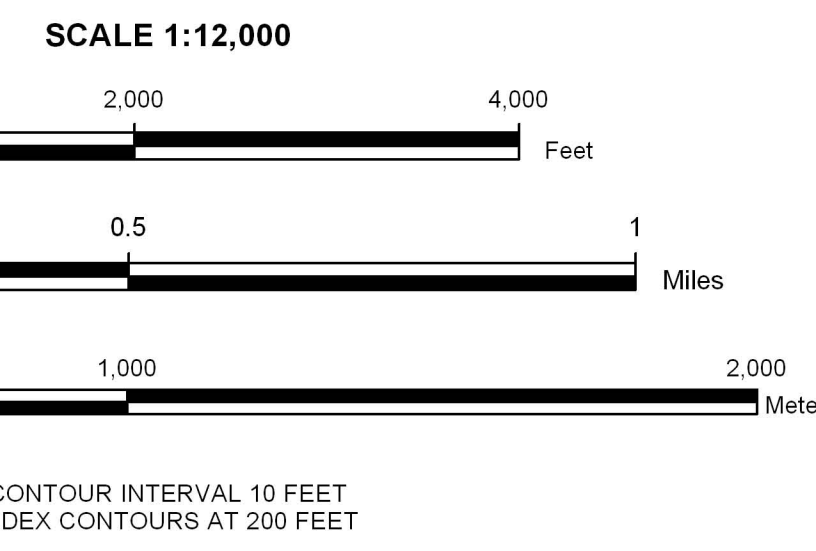 SCALE 1:12,000
2,000 4,000
Feet
0.5 1
Miles
1,000 2,000
Mete
CONTOUR INTERVAL 10 FEET
DEX CONTOURS AT 200 FEET